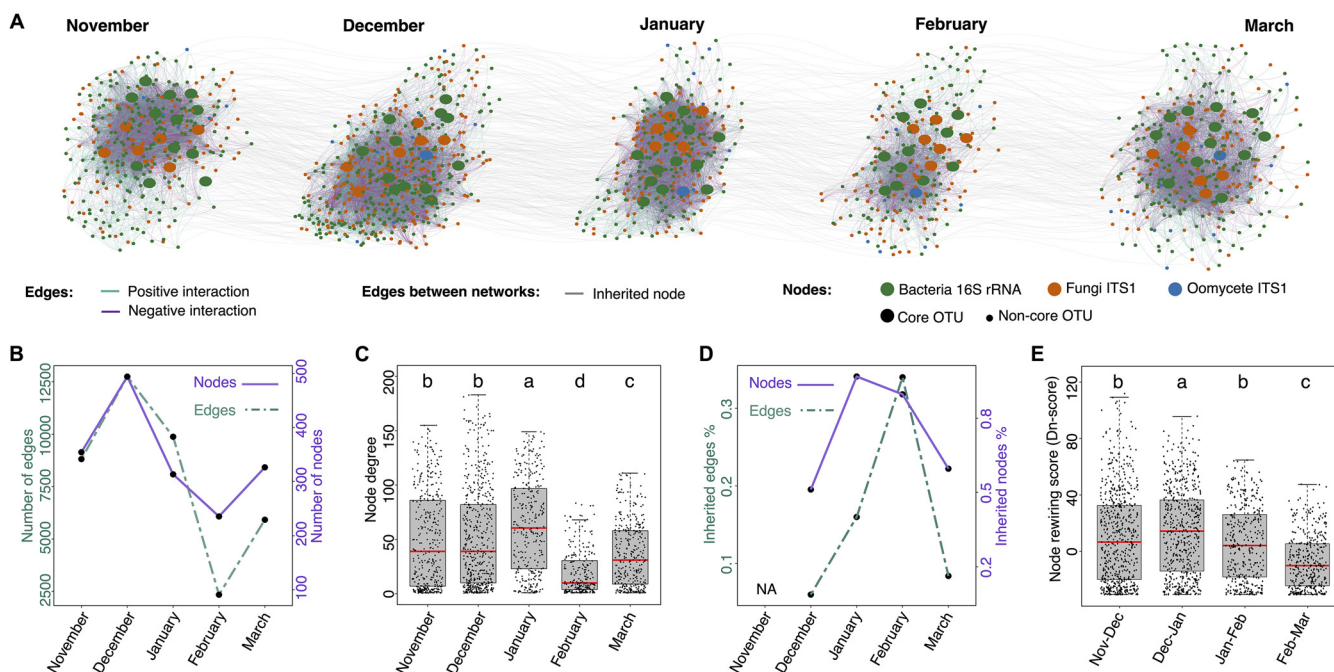 A
November
December
January
February
March
Edges:
Positive interaction
Negative interaction
Edges between networks:
Inherited node
Nodes:
Bacteria 16S rRNA
Fungi ITS1
Oomycete ITS1
Core OTU
Non-core OTU
B
Number of edges
12500
10000
7500
5000
2500
Nodes
Edges
500
400
300
200
100
Number of nodes
November
December
January
February
March
C
Node degree
200
150
100
50
0
b
b
a
d
c
November
December
January
February
March
D
Inherited edges %
0.3
0.2
0.1
Nodes
Edges
NA
0.8
0.5
0.2
Inherited nodes %
November
December
January
February
March
E
Node rewiring score (Dn-score)
120
80
40
0
b
a
b
c
Nov-Dec
Dec-Jan
Jan-Feb
Feb-Mar